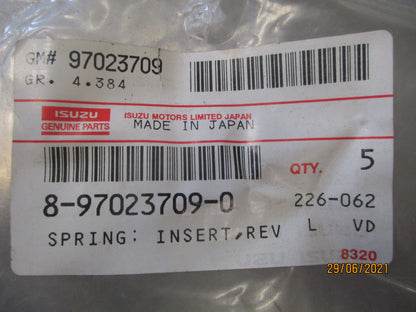 GM# 97023709
GR. 4.384
ISUZU
GENUINE PARTS
ISUZU MOTORS LIMITED JAPAN
MADE IN JAPAN
QTY. 5
8-97023709-0 226-062
SPRING; INSERT,REV L VD
8320
29/06/2021